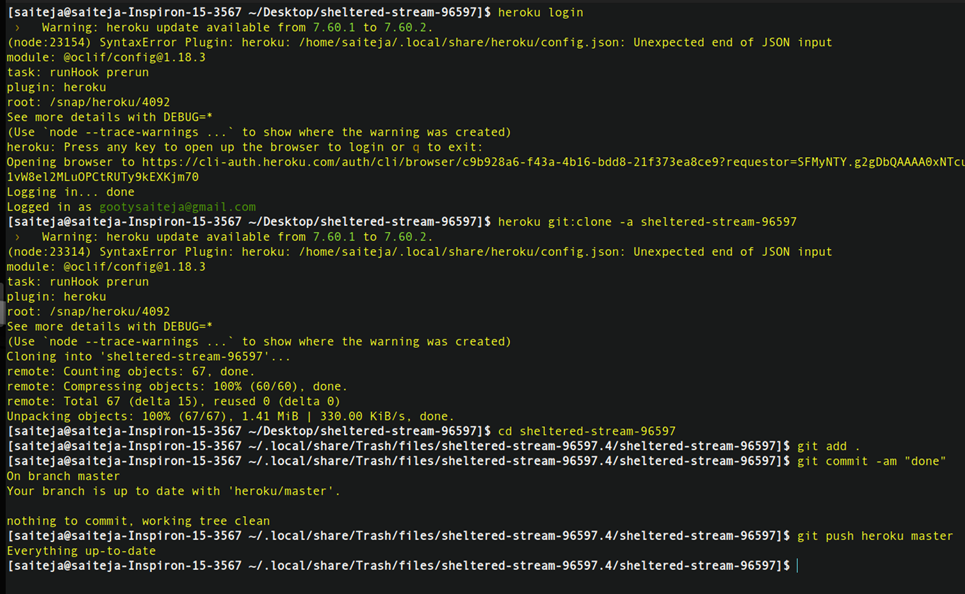 [saiteja@saiteja-Inspiron-15-3567 ~/Desktop/sheltered-stream-96597]$ heroku login
›   Warning: heroku update available from 7.60.1 to 7.60.2.
(node:23154) SyntaxError Plugin: heroku: /home/saiteja/.local/share/heroku/config.json: Unexpected end of JSON input
module: @oclif/config@1.18.3
task: runHook prerun
plugin: heroku
root: /snap/heroku/4092
See more details with DEBUG=*
(Use `node --trace-warnings ...` to show where the warning was created)
heroku: Press any key to open up the browser to login or q to exit:
Opening browser to https://cli-auth.heroku.com/auth/cli/browser/c9b928a6-f43a-4b16-bdd8-21f373ea8ce9?requestor=SFMyNTY.g2gDbQAAAA0xNTcu
1vW8el2MLuOPCtRUTy9kEXKjm70
Logging in... done
Logged in as gootysaiteja@gmail.com
[saiteja@saiteja-Inspiron-15-3567 ~/Desktop/sheltered-stream-96597]$ heroku git:clone -a sheltered-stream-96597
›   Warning: heroku update available from 7.60.1 to 7.60.2.
(node:23314) SyntaxError Plugin: heroku: /home/saiteja/.local/share/heroku/config.json: Unexpected end of JSON input
module: @oclif/config@1.18.3
task: runHook prerun
plugin: heroku
root: /snap/heroku/4092
See more details with DEBUG=*
(Use `node --trace-warnings ...` to show where the warning was created)
Cloning into 'sheltered-stream-96597'...
remote: Counting objects: 67, done.
remote: Compressing objects: 100% (60/60), done.
remote: Total 67 (delta 15), reused 0 (delta 0)
Unpacking objects: 100% (67/67), 1.41 MiB | 330.00 KiB/s, done.
[saiteja@saiteja-Inspiron-15-3567 ~/Desktop/sheltered-stream-96597]$ cd sheltered-stream-96597
[saiteja@saiteja-Inspiron-15-3567 ~/.local/share/Trash/files/sheltered-stream-96597.4/sheltered-stream-96597]$ git add .
[saiteja@saiteja-Inspiron-15-3567 ~/.local/share/Trash/files/sheltered-stream-96597.4/sheltered-stream-96597]$ git commit -am "done"
On branch master
Your branch is up to date with 'heroku/master'.
nothing to commit, working tree clean
[saiteja@saiteja-Inspiron-15-3567 ~/.local/share/Trash/files/sheltered-stream-96597.4/sheltered-stream-96597]$ git push heroku master
Everything up-to-date
[saiteja@saiteja-Inspiron-15-3567 ~/.local/share/Trash/files/sheltered-stream-96597.4/sheltered-stream-96597]$